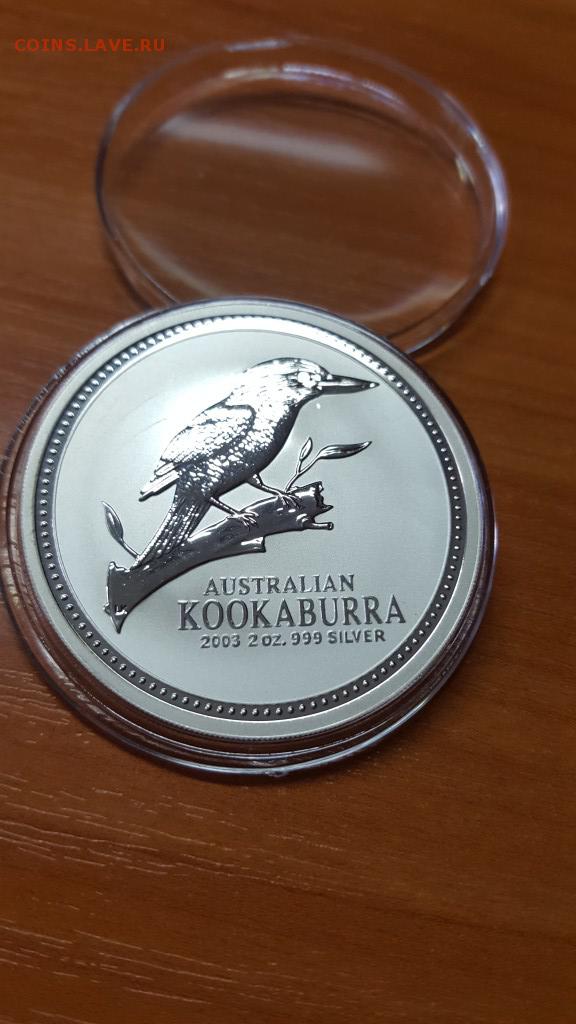 COINS.LAVE.RU
AUSTRALIAN
KOOKABURRA
2003 2 OZ. 999 SILVER